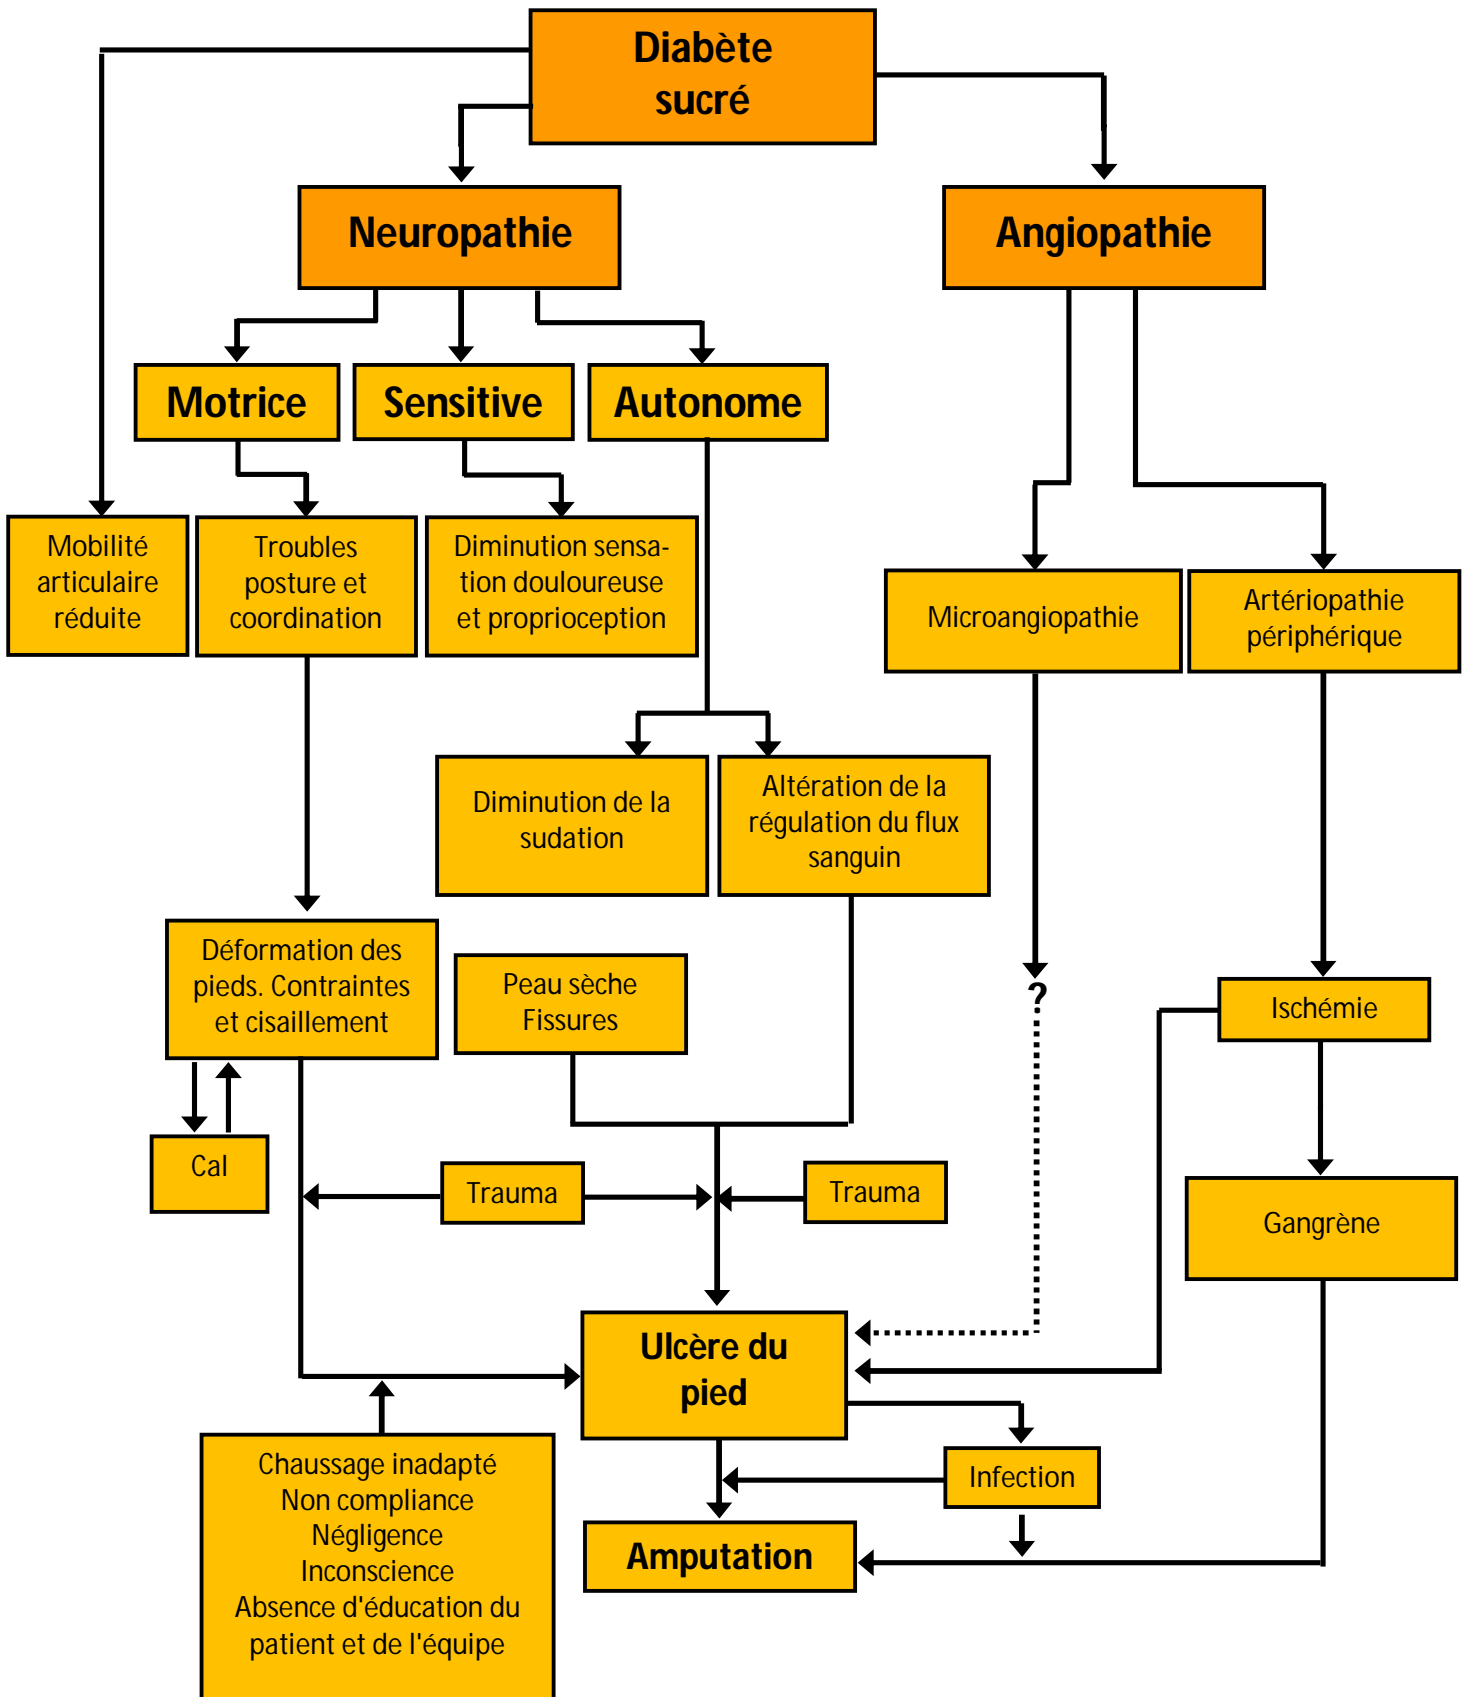 Diabète
sucré
Neuropathie
Angiopathie
Motrice
Sensitive
Autonome
Mobilité
articulaire
réduite
Troubles
posture et
coordination
Diminution sensa-
tion douloureuse
et proprioception
Microangiopathie
Artériopathie
périphérique
Diminution de la
sudation
Altération de la
régulation du flux
sanguin
Déformation des
pieds. Contraintes
et cisaillement
Peau sèche
Fissures
?
Ischémie
Cal
Trauma
Trauma
Gangrène
Ulcère du
pied
Chaussage inadapté
Non compliance
Négligence
Inconscience
Absence d'éducation du
patient et de l'équipe
Infection
Amputation